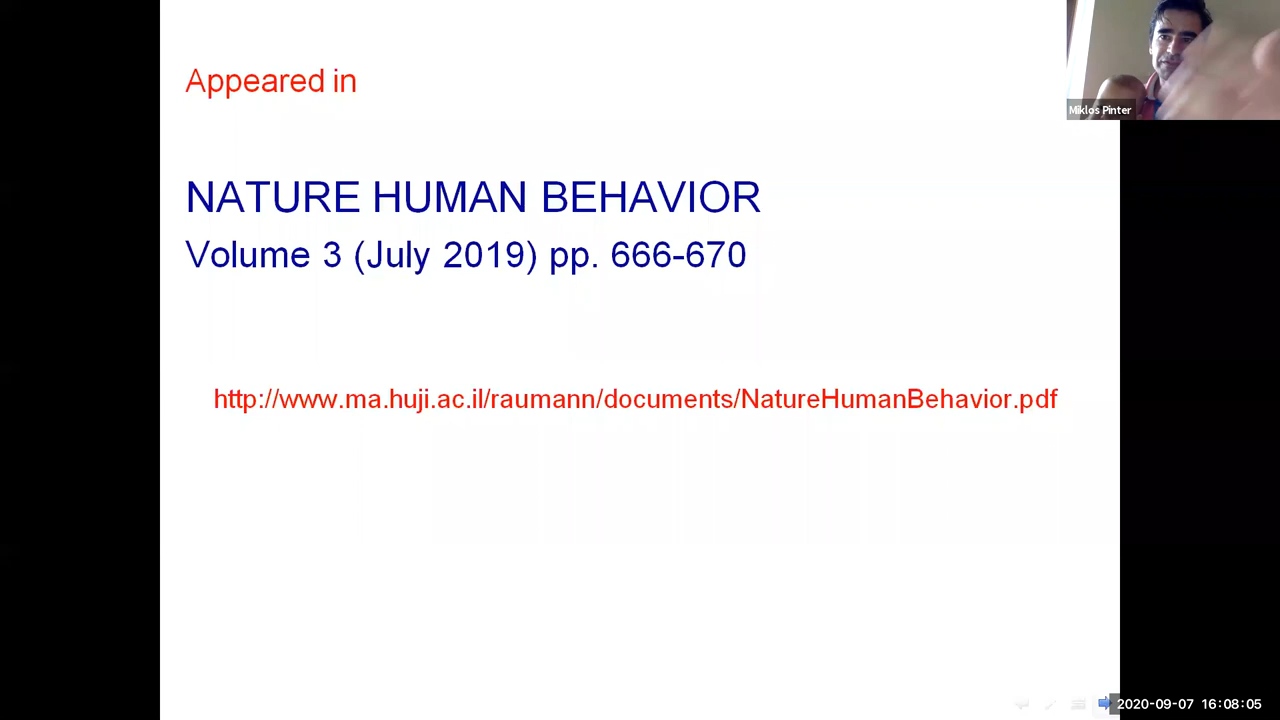 Appeared in
Miklos Pinter
NATURE HUMAN BEHAVIOR
Volume 3 (July 2019) pp. 666-670
http://www.ma.huji.ac.il/raumann/documents/NatureHumanBehavior.pdf
2020-09-07 16:08:05